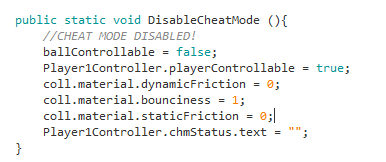 public static void DisableCheatMode (){
//CHEAT MODE DISABLED!
ballControllable = false;
Player1Controller.playerControllable = true;
coll.material.dynamicFriction = 0;
coll.material.bounciness = 1;
coll.material.staticFriction = 0;
Player1Controller.chmStatus.text = "";
}